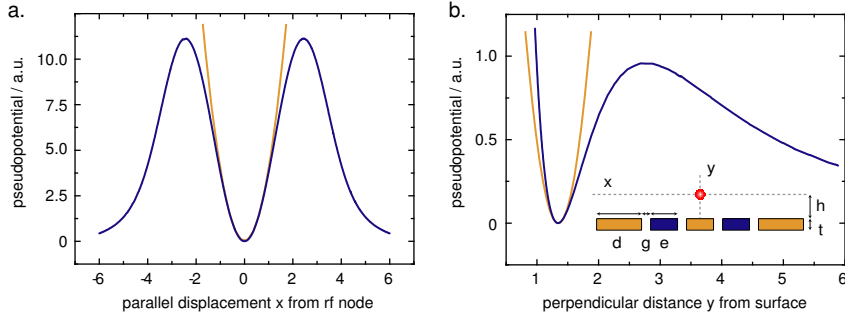 a.
pseudopotential / a.u.
10.0
7.5
5.0
2.5
0
-6 -4 -2 0 2 4 6
parallel displacement x from rf node
b.
pseudopotential / a.u.
1.0
0.5
0
1 2 3 4 5 6
perpendicular distance y from surface
y
x
h
t
d g e